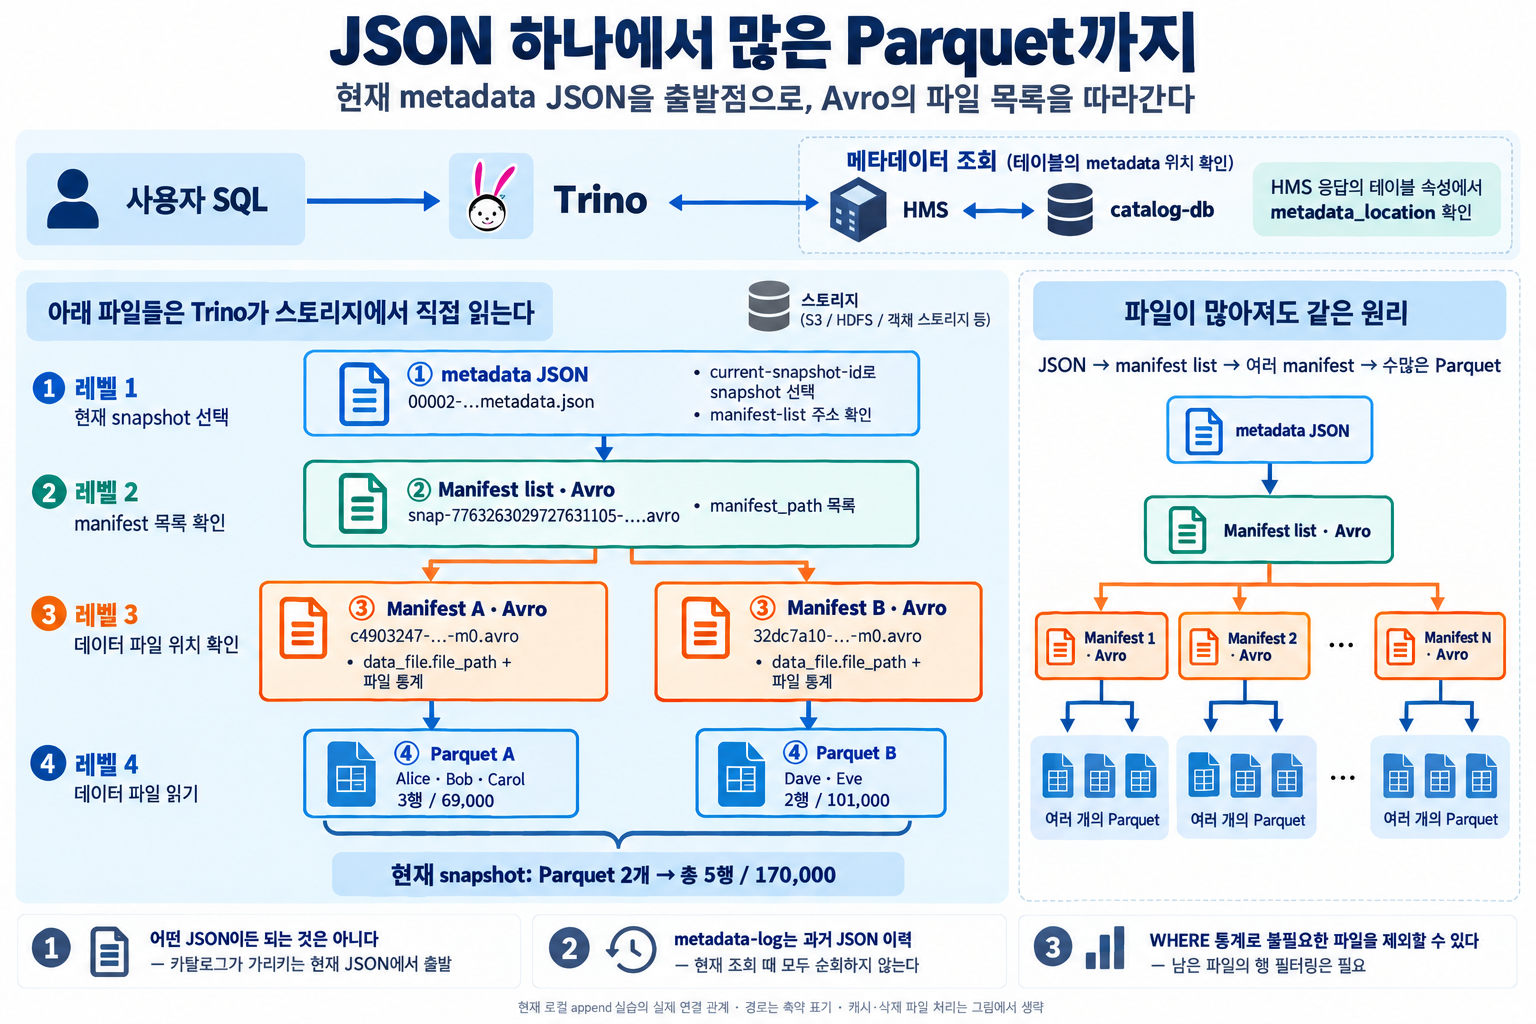 JSON 하나에서 많은 Parquet까지
현재 metadata JSON을 출발점으로, Avro의 파일 목록을 따라간다
사용자 SQL
Trino
메타데이터 조회 (테이블의 metadata 위치 확인)
HMS
catalog-db
HMS 응답의 테이블 속성에서
metadata_location 확인
아래 파일들은 Trino가 스토리지에서 직접 읽는다
스토리지
(S3 / HDFS / 객채 스토리지 등)
1 레벨 1
현재 snapshot 선택
① metadata JSON
00002-...metadata.json
• current-snapshot-id로
snapshot 선택
• manifest-list 주소 확인
2 레벨 2
manifest 목록 확인
② Manifest list · Avro
snap-7763263029727631105-....avro
• manifest_path 목록
3 레벨 3
데이터 파일 위치 확인
③ Manifest A · Avro
c4903247-...-m0.avro
• data_file.file_path +
파일 통계
③ Manifest B · Avro
32dc7a10-...-m0.avro
• data_file.file_path +
파일 통계
4 레벨 4
데이터 파일 읽기
④ Parquet A
Alice · Bob · Carol
3행 / 69,000
④ Parquet B
Dave · Eve
2행 / 101,000
현재 snapshot: Parquet 2개 → 총 5행 / 170,000
파일이 많아져도 같은 원리
JSON → manifest list → 여러 manifest → 수많은 Parquet
metadata JSON
Manifest list · Avro
Manifest 1
· Avro
Manifest 2
· Avro
...
Manifest N
· Avro
여러 개의 Parquet
여러 개의 Parquet
...
여러 개의 Parquet
1 어떤 JSON이든 되는 것은 아니다
– 카탈로그가 가리키는 현재 JSON에서 출발
2 metadata-log는 과거 JSON 이력
– 현재 조회 때 모두 순회하지 않는다
3 WHERE 통계로 불필요한 파일을 제외할 수 있다
– 남은 파일의 행 필터링은 필요
현재 로컬 append 실습의 실제 연결 관계 · 경로는 축약 표기 · 캐시·삭제 파일 처리는 그림에서 생략